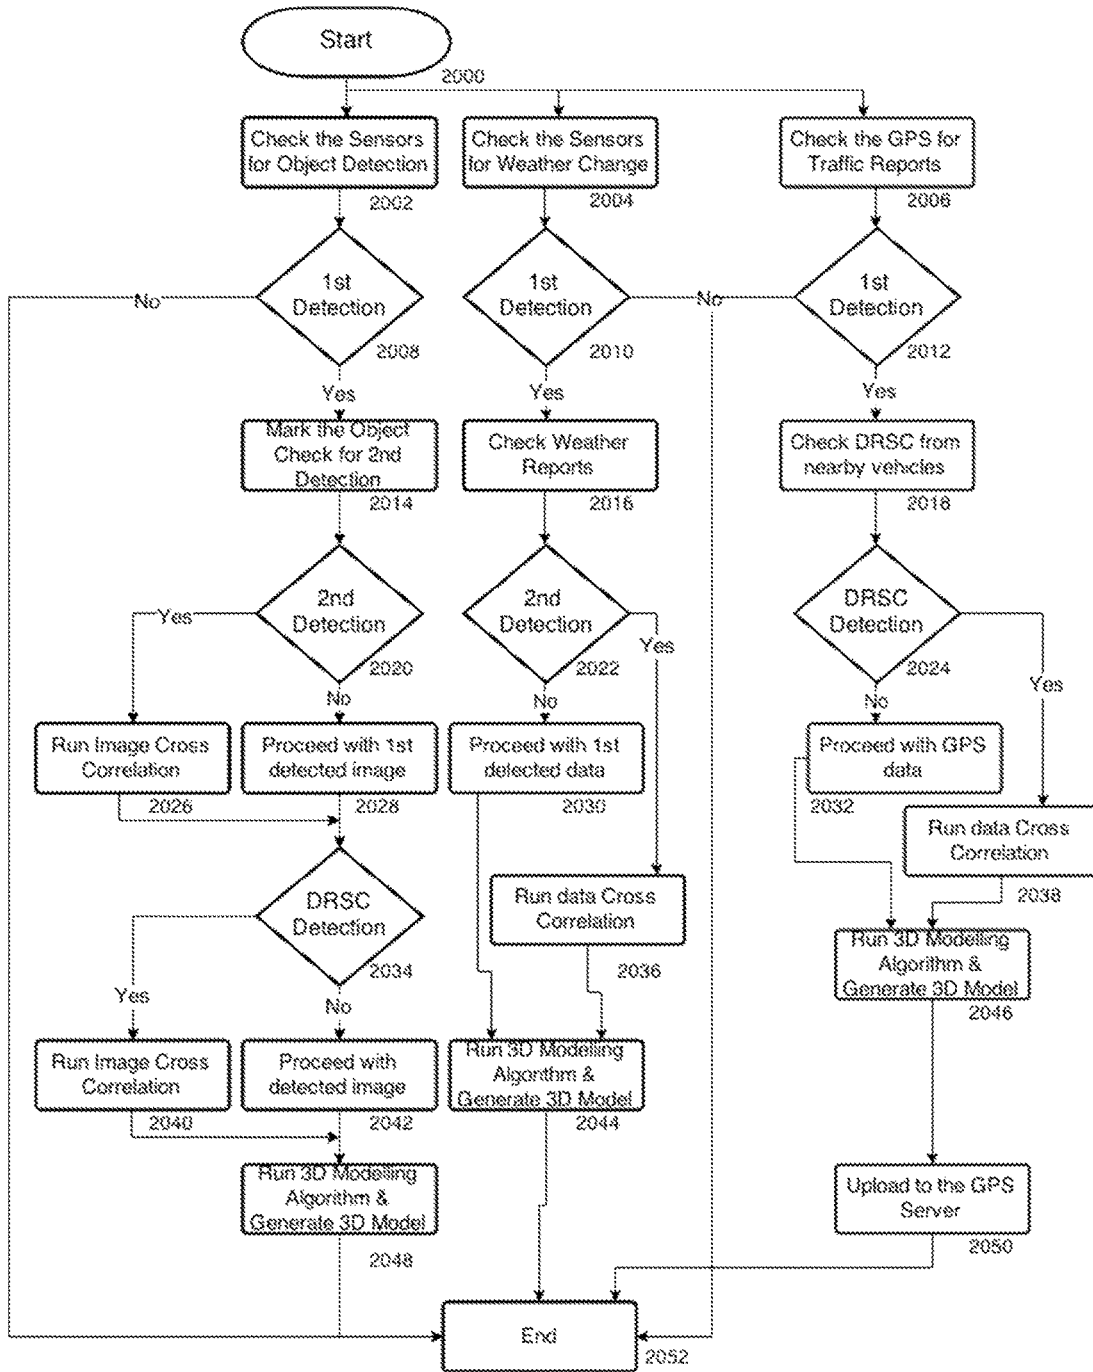 Start
2000
Check the Sensors
for Object Detection
2002
Check the Sensors
for Weather Change
2004
Check the GPS for
Traffic Reports
2006
1st
Detection
2008
No
1st
Detection
2010
No
1st
Detection
2012
Yes
Yes
Yes
Mark the Object
Check for 2nd
Detection
2014
Check Weather
Reports
2016
Check DRSC from
nearby vehicles
2018
2nd
Detection
2020
Yes
No
2nd
Detection
2022
Yes
No
DRSC
Detection
2024
Yes
No
Run Image Cross
Correlation
2026
Proceed with 1st
detected image
2028
Proceed with 1st
detected data
2030
Proceed with GPS
data
2032
Run data Cross
Correlation
2038
DRSC
Detection
2034
Yes
No
Run data Cross
Correlation
2036
Run 3D Modelling
Algorithm &
Generate 3D Model
2046
Run Image Cross
Correlation
2040
Proceed with
detected image
2042
Run 3D Modelling
Algorithm &
Generate 3D Model
2044
Run 3D Modelling
Algorithm &
Generate 3D Model
2048
Upload to the GPS
Server
2050
End
2052